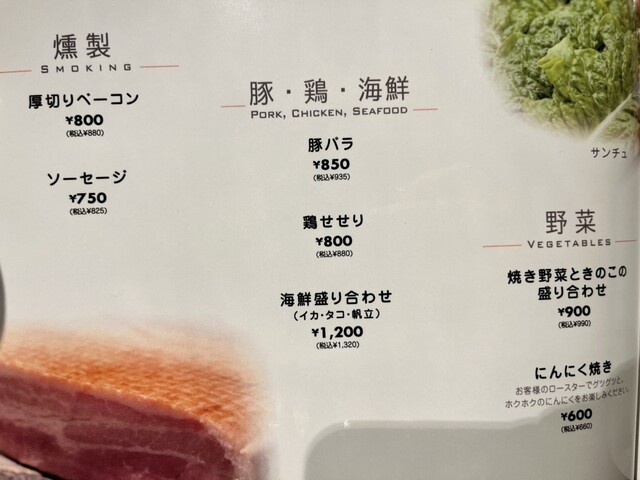 燻製
SMOKING
厚切りベーコン
¥800
(税込¥880)
ソーセージ
¥750
(税込¥825)
豚・鶏・海鮮
PORK, CHICKEN, SEAFOOD
豚バラ
¥850
(税込¥935)
鶏せせり
¥800
(税込¥880)
海鮮盛り合わせ
(イカ・タコ・帆立)
¥1,200
(税込¥1,320)
サンチュ
野菜
VEGETABLES
焼き野菜ときのこの
盛り合わせ
¥900
(税込¥990)
にんにく焼き
お客様のロースターでグツグツと、
ホクホクのにんにくをお楽しみください。
¥600
(税込¥660)